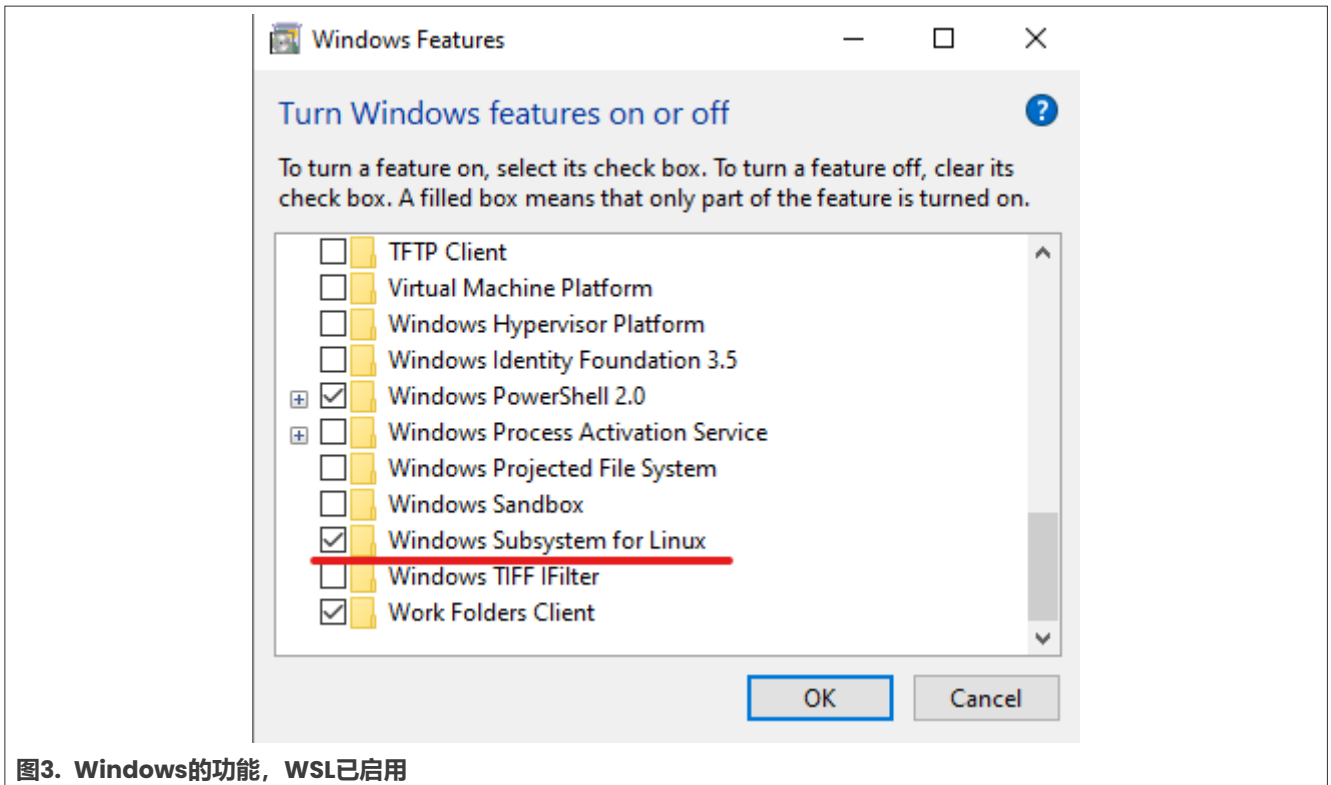 Windows Features
Turn Windows features on or off
To turn a feature on, select its check box. To turn a feature off, clear its
check box. A filled box means that only part of the feature is turned on.
TFTP Client
Virtual Machine Platform
Windows Hypervisor Platform
Windows Identity Foundation 3.5
Windows PowerShell 2.0
Windows Process Activation Service
Windows Projected File System
Windows Sandbox
Windows Subsystem for Linux
Windows TIFF IFilter
Work Folders Client
OK Cancel
图3. Windows的功能，WSL已启用